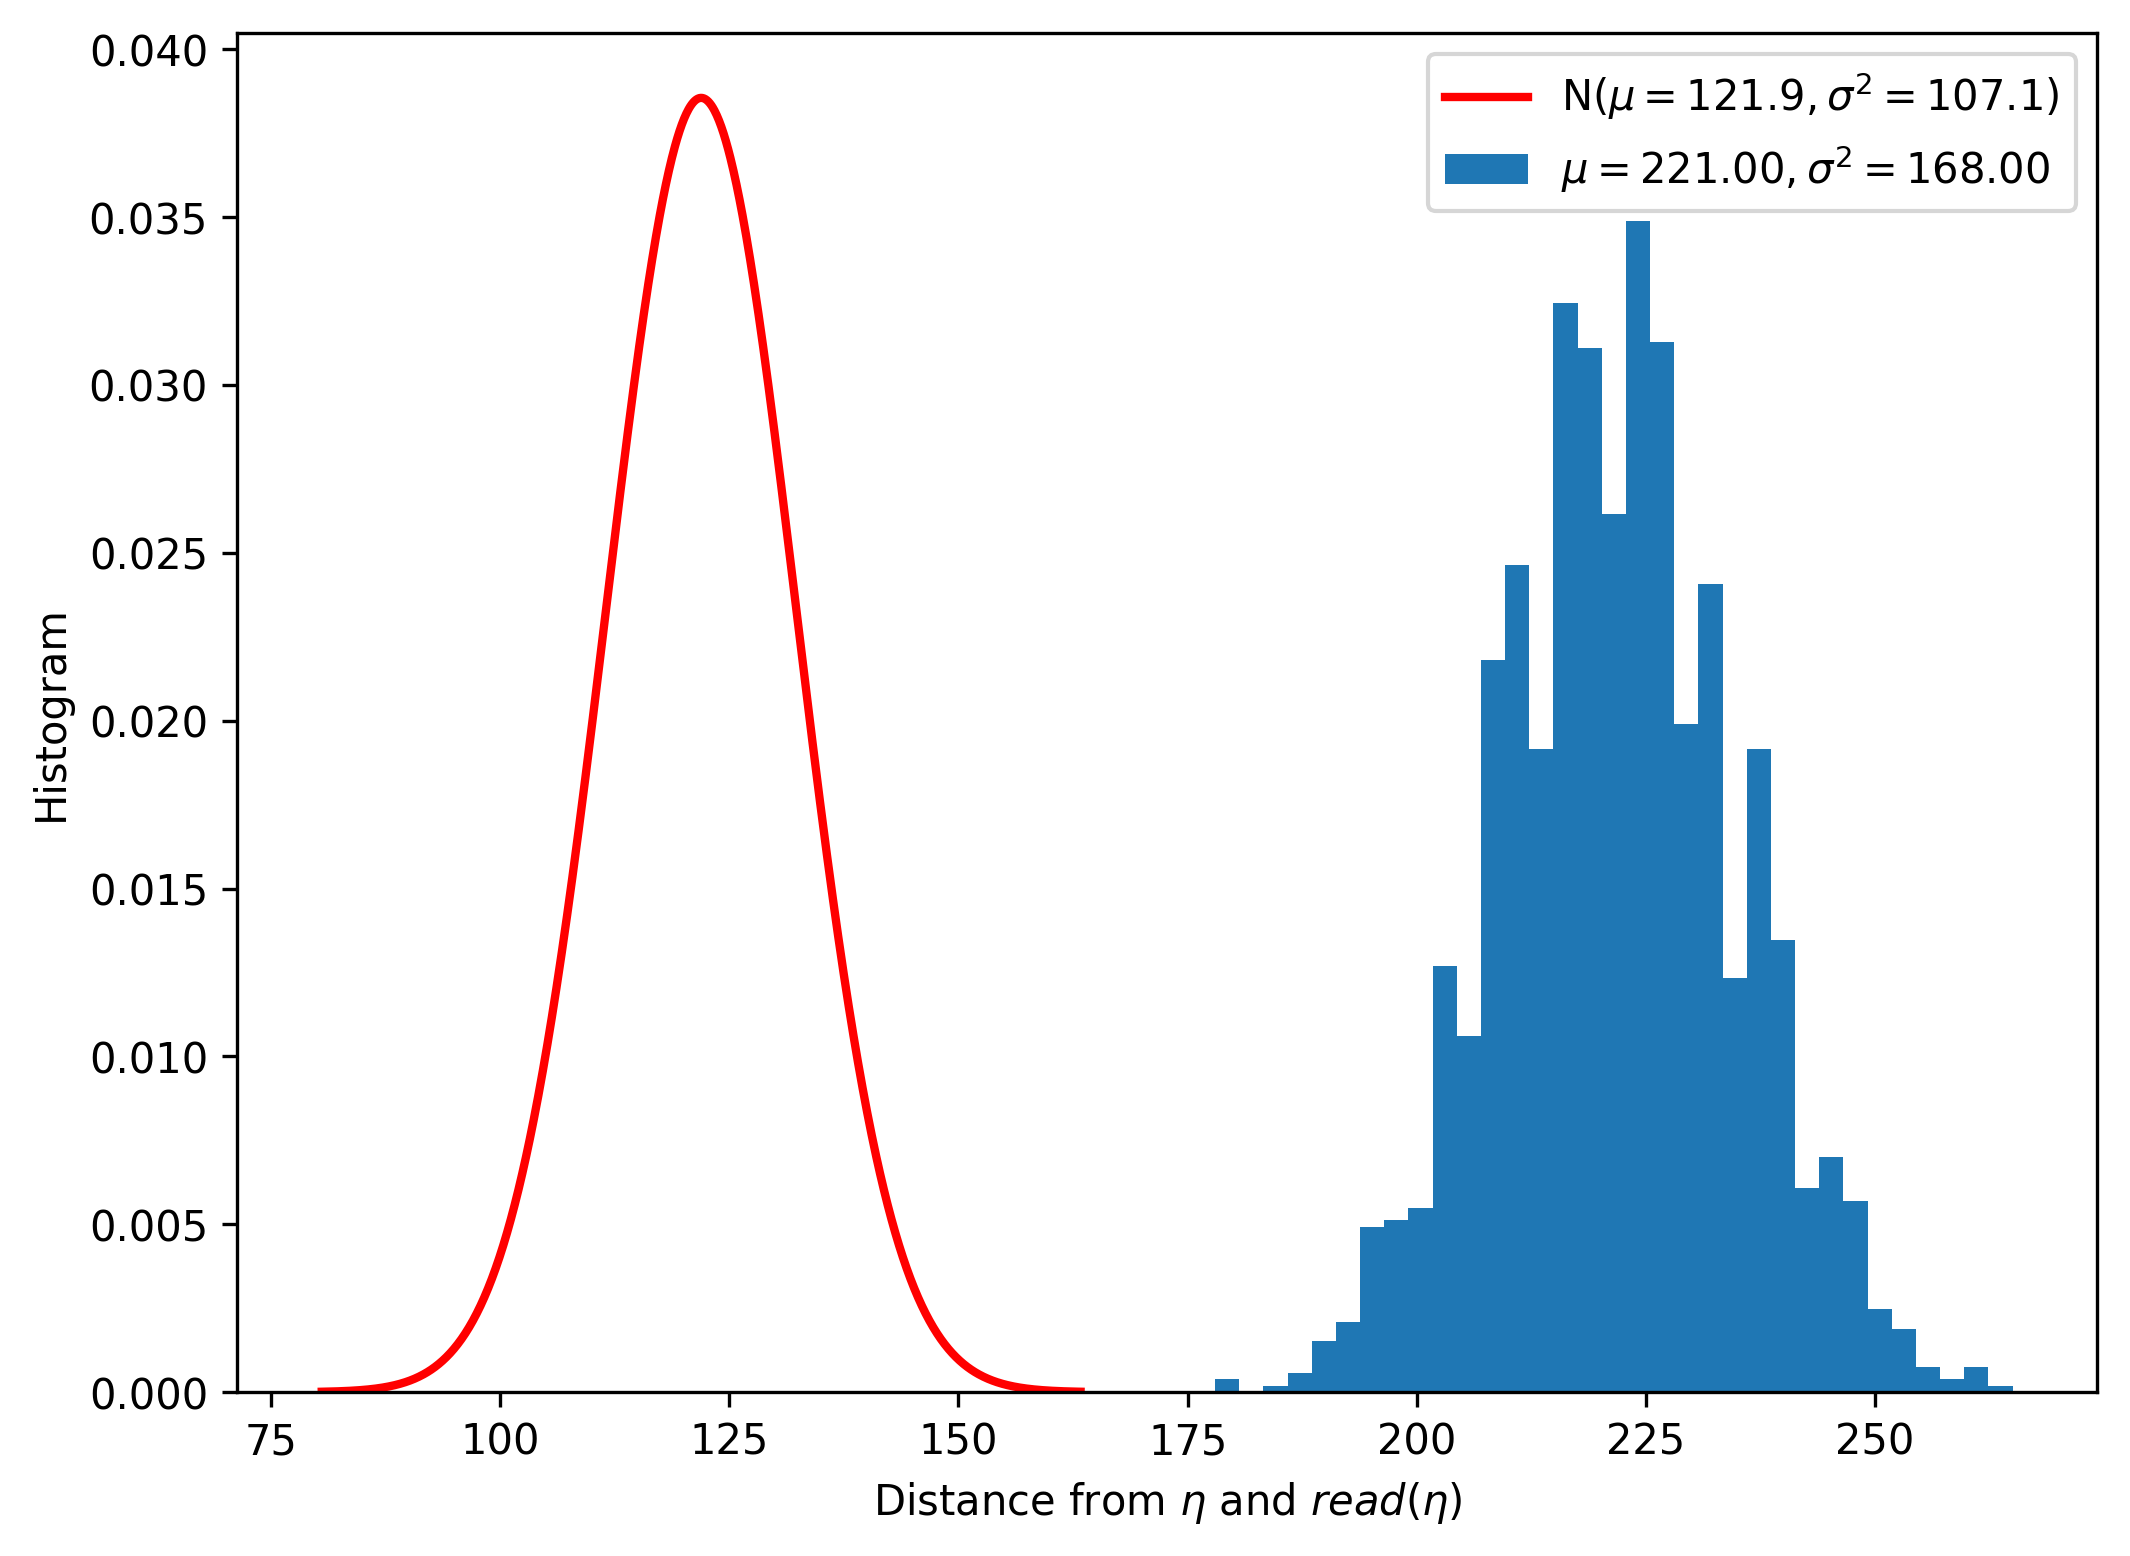 N(μ = 121.9, σ² = 107.1)
μ = 221.00, σ² = 168.00
0.040
0.035
0.030
0.025
0.020
0.015
0.010
0.005
0.000
Histogram
75 100 125 150 175 200 225 250
Distance from η and read(η)